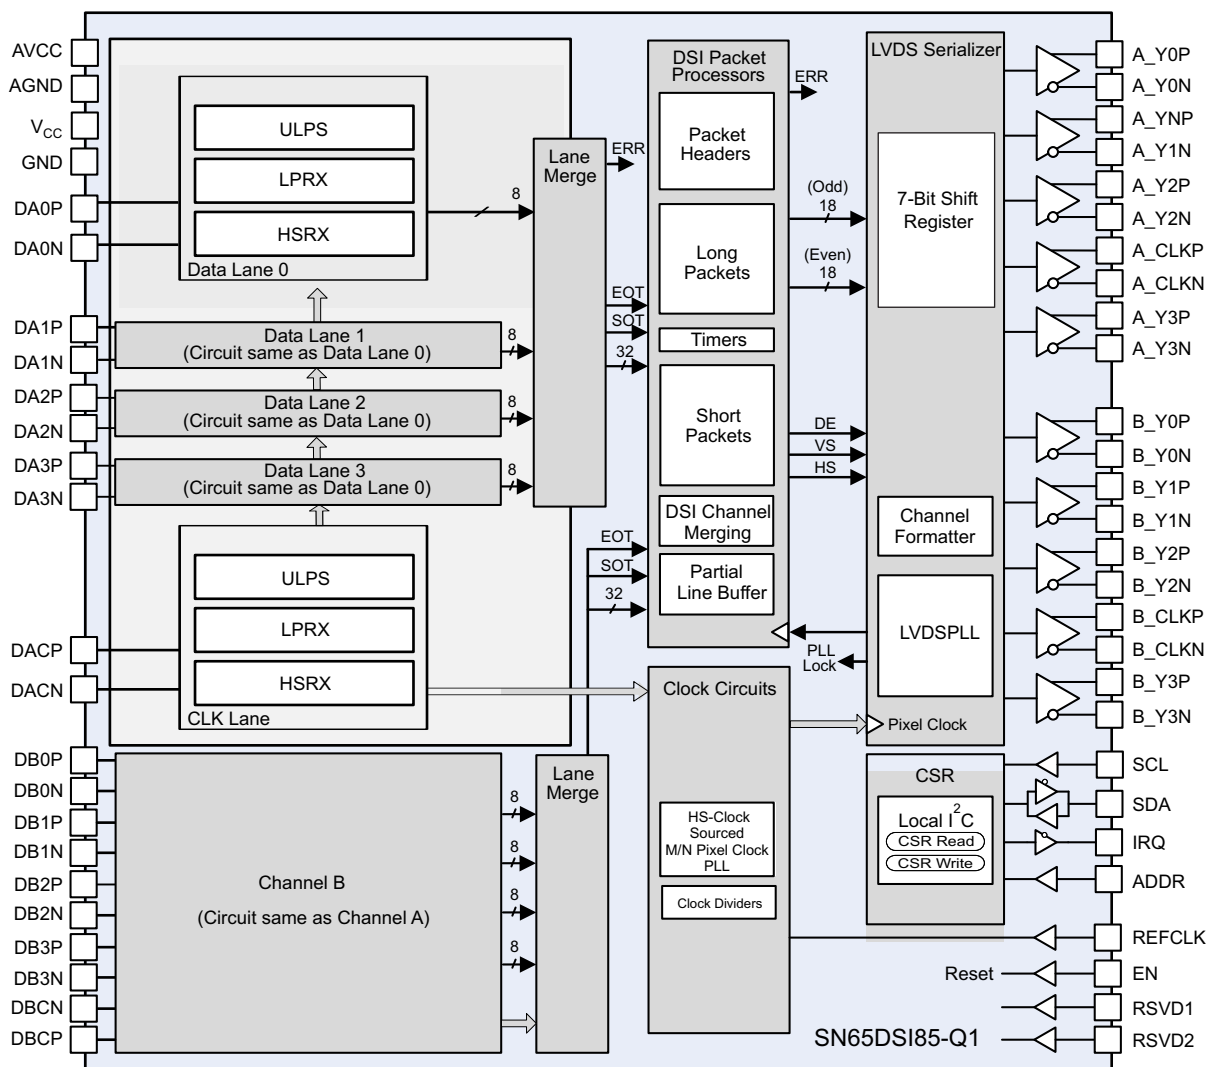 AVCC
AGND
VCC
GND
DA0P
DA0N
DA1P
DA1N
DA2P
DA2N
DA3P
DA3N
DACP
DACN
DB0P
DB0N
DB1P
DB1N
DB2P
DB2N
DB3P
DB3N
DBCN
DBCP
ULPS
LPRX
HSRX
Data Lane 0
8
Data Lane 1
(Circuit same as Data Lane 0)
8
Data Lane 2
(Circuit same as Data Lane 0)
8
Data Lane 3
(Circuit same as Data Lane 0)
8
ULPS
LPRX
HSRX
CLK Lane
Channel B
(Circuit same as Channel A)
8
8
8
8
Lane
Merge
ERR
EOT
SOT
32
Lane
Merge
EOT
SOT
32
DSI Packet
Processors
Packet
Headers
Long
Packets
Timers
Short
Packets
DSI Channel
Merging
Partial
Line Buffer
ERR
(Odd)
18
(Even)
18
DE
VS
HS
PLL
Lock
Clock Circuits
HS-Clock
Sourced
M/N Pixel Clock
PLL
Clock Dividers
LVDS Serializer
7-Bit Shift
Register
Channel
Formatter
LVDSPLL
Pixel Clock
CSR
Local I2C
CSR Read
CSR Write
Reset
SN65DSI85-Q1
A_Y0P
A_Y0N
A_YNP
A_Y1N
A_Y2P
A_Y2N
A_CLKP
A_CLKN
A_Y3P
A_Y3N
B_Y0P
B_Y0N
B_Y1P
B_Y1N
B_Y2P
B_Y2N
B_CLKP
B_CLKN
B_Y3P
B_Y3N
SCL
SDA
IRQ
ADDR
REFCLK
EN
RSVD1
RSVD2